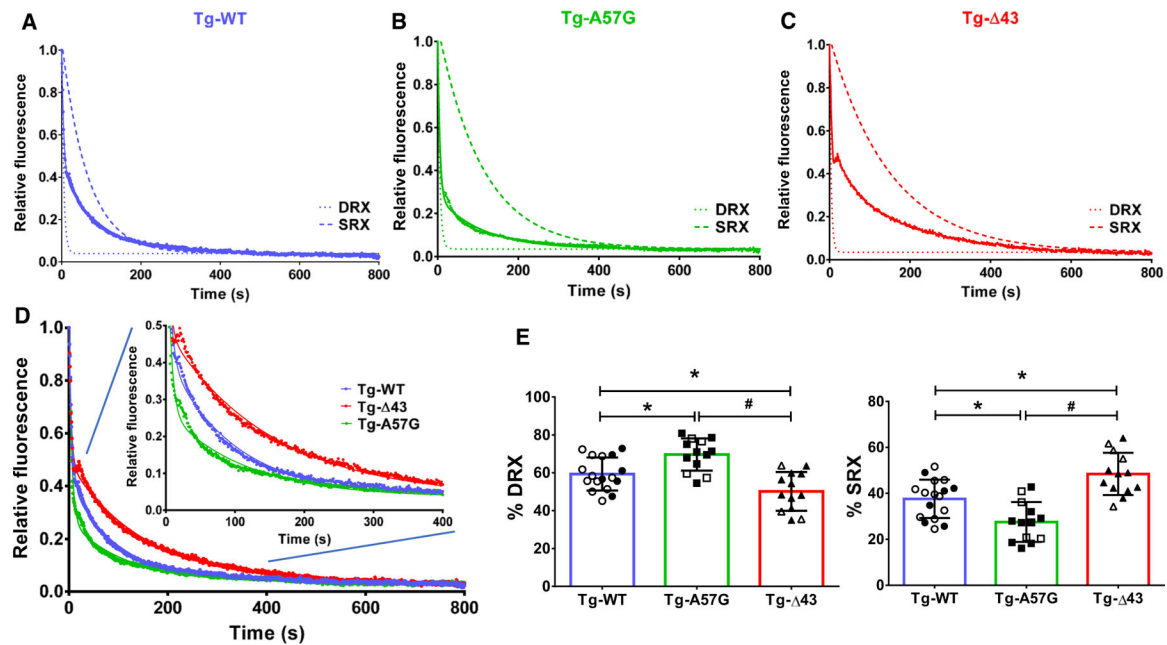 A
Tg-WT
Relative fluorescence
1.0
0.8
0.6
0.4
0.2
0.0
DRX
SRX
0 200 400 600 800
Time (s)
B
Tg-A57G
Relative fluorescence
1.0
0.8
0.6
0.4
0.2
0.0
DRX
SRX
0 200 400 600 800
Time (s)
C
Tg-Δ43
Relative fluorescence
1.0
0.8
0.6
0.4
0.2
0.0
DRX
SRX
0 200 400 600 800
Time (s)
D
Relative fluorescence
1.0
0.8
0.6
0.4
0.2
0.0
0 200 400 600 800
Time (s)
Relative fluorescence
0.5
0.4
0.3
0.2
0.1
0.0
Tg-WT
Tg-Δ43
Tg-A57G
0 100 200 300 400
Time (s)
E
% DRX
100
80
60
40
20
0
*
* #
Tg-WT Tg-A57G Tg-Δ43
% SRX
80
60
40
20
0
*
* #
Tg-WT Tg-A57G Tg-Δ43